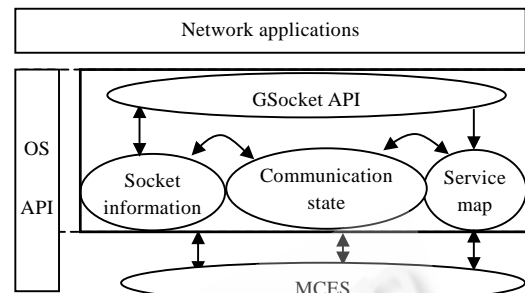 Network applications
GSocket API
OS
API
Socket
information
Communication
state
Service
map
MCES